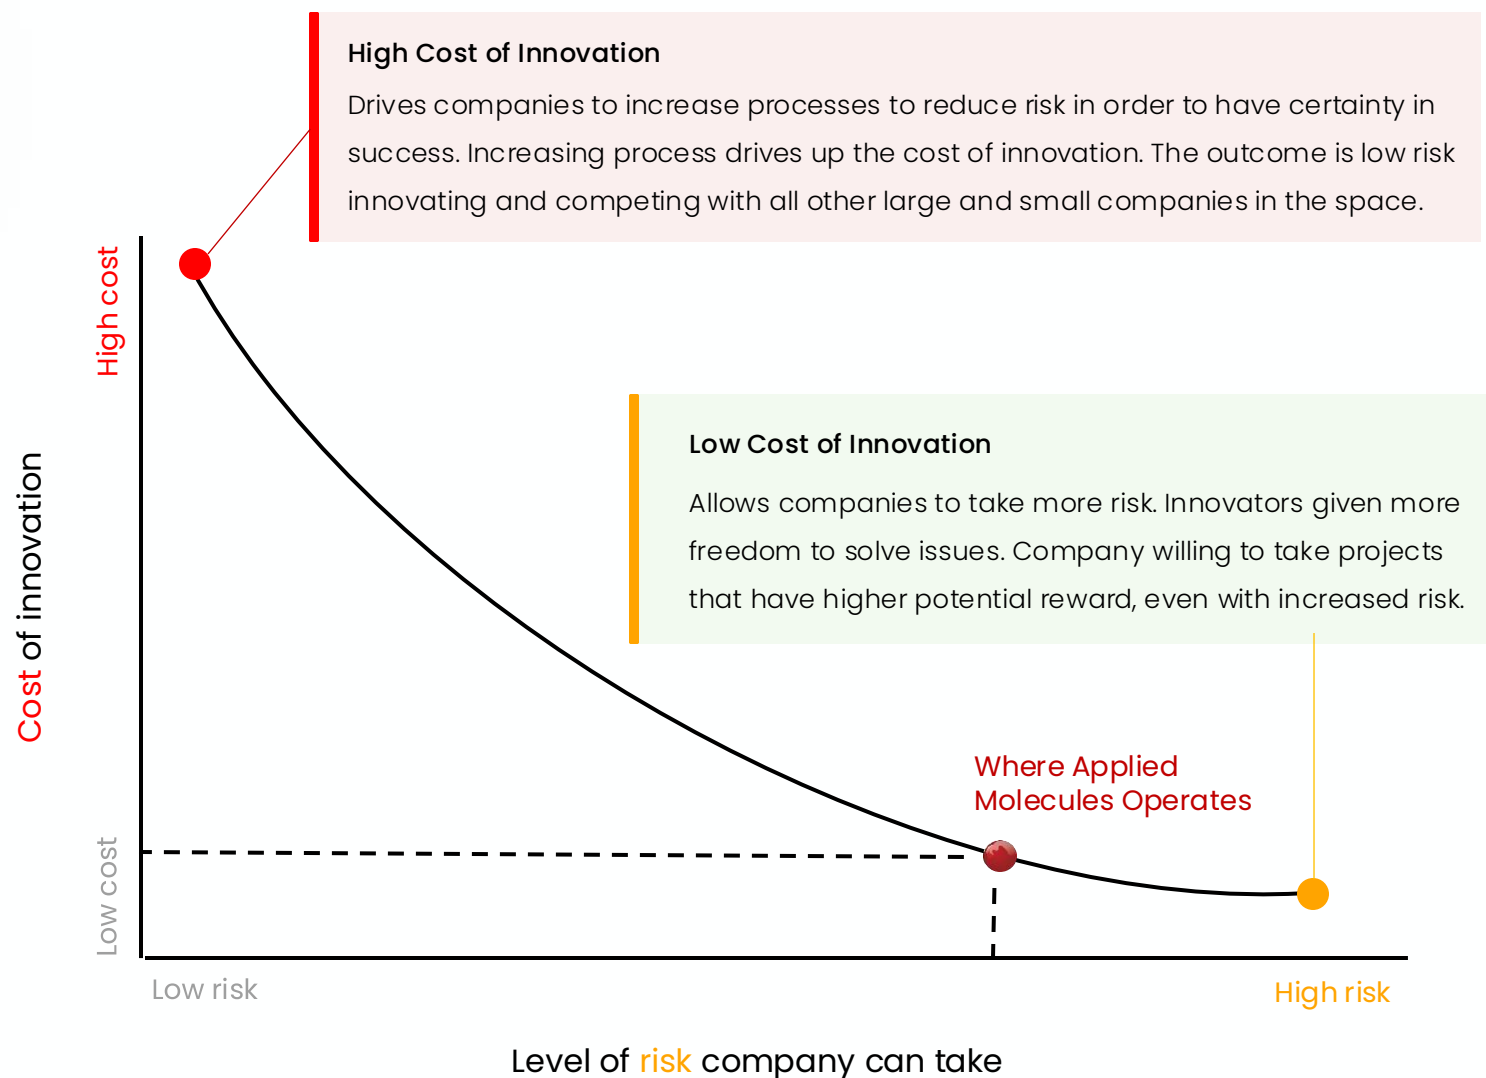 High Cost of Innovation
Drives companies to increase processes to reduce risk in order to have certainty in
success. Increasing process drives up the cost of innovation. The outcome is low risk
innovating and competing with all other large and small companies in the space.
High cost
Low Cost of Innovation
Allows companies to take more risk. Innovators given more
freedom to solve issues. Company willing to take projects
that have higher potential reward, even with increased risk.
Cost of innovation
Where Applied
Molecules Operates
Low cost
Low risk
High risk
Level of risk company can take